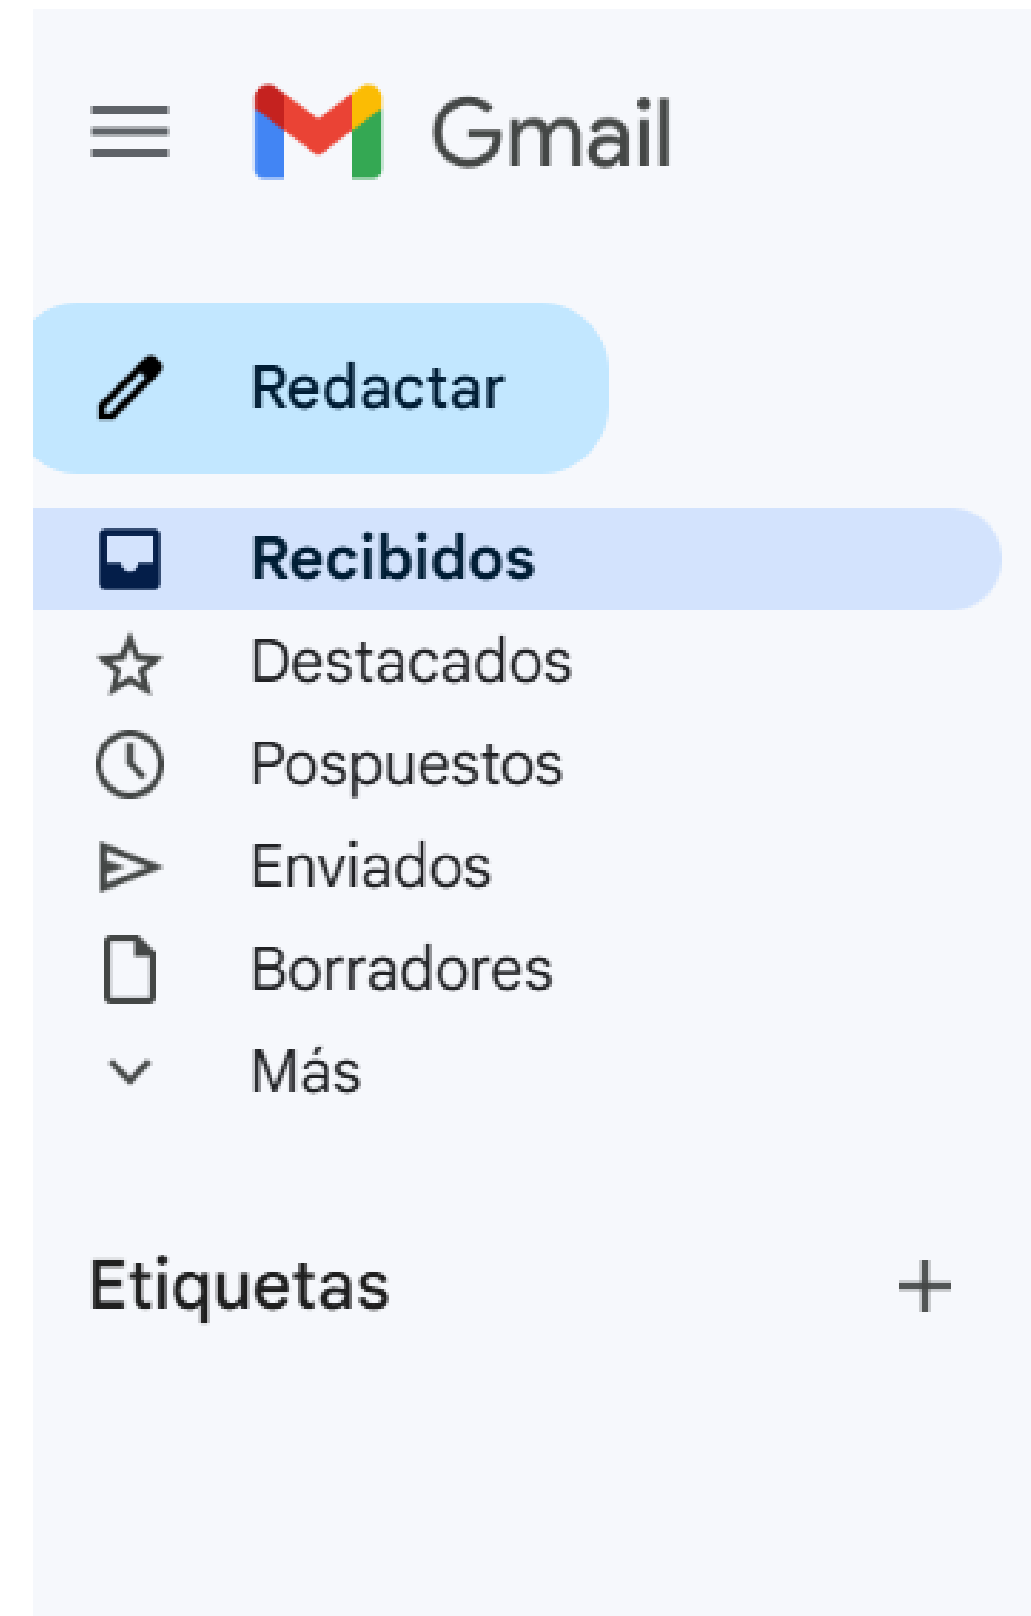 Gmail
Redactar
Recibidos
Destacados
Pospuestos
Enviados
Borradores
Más
Etiquetas